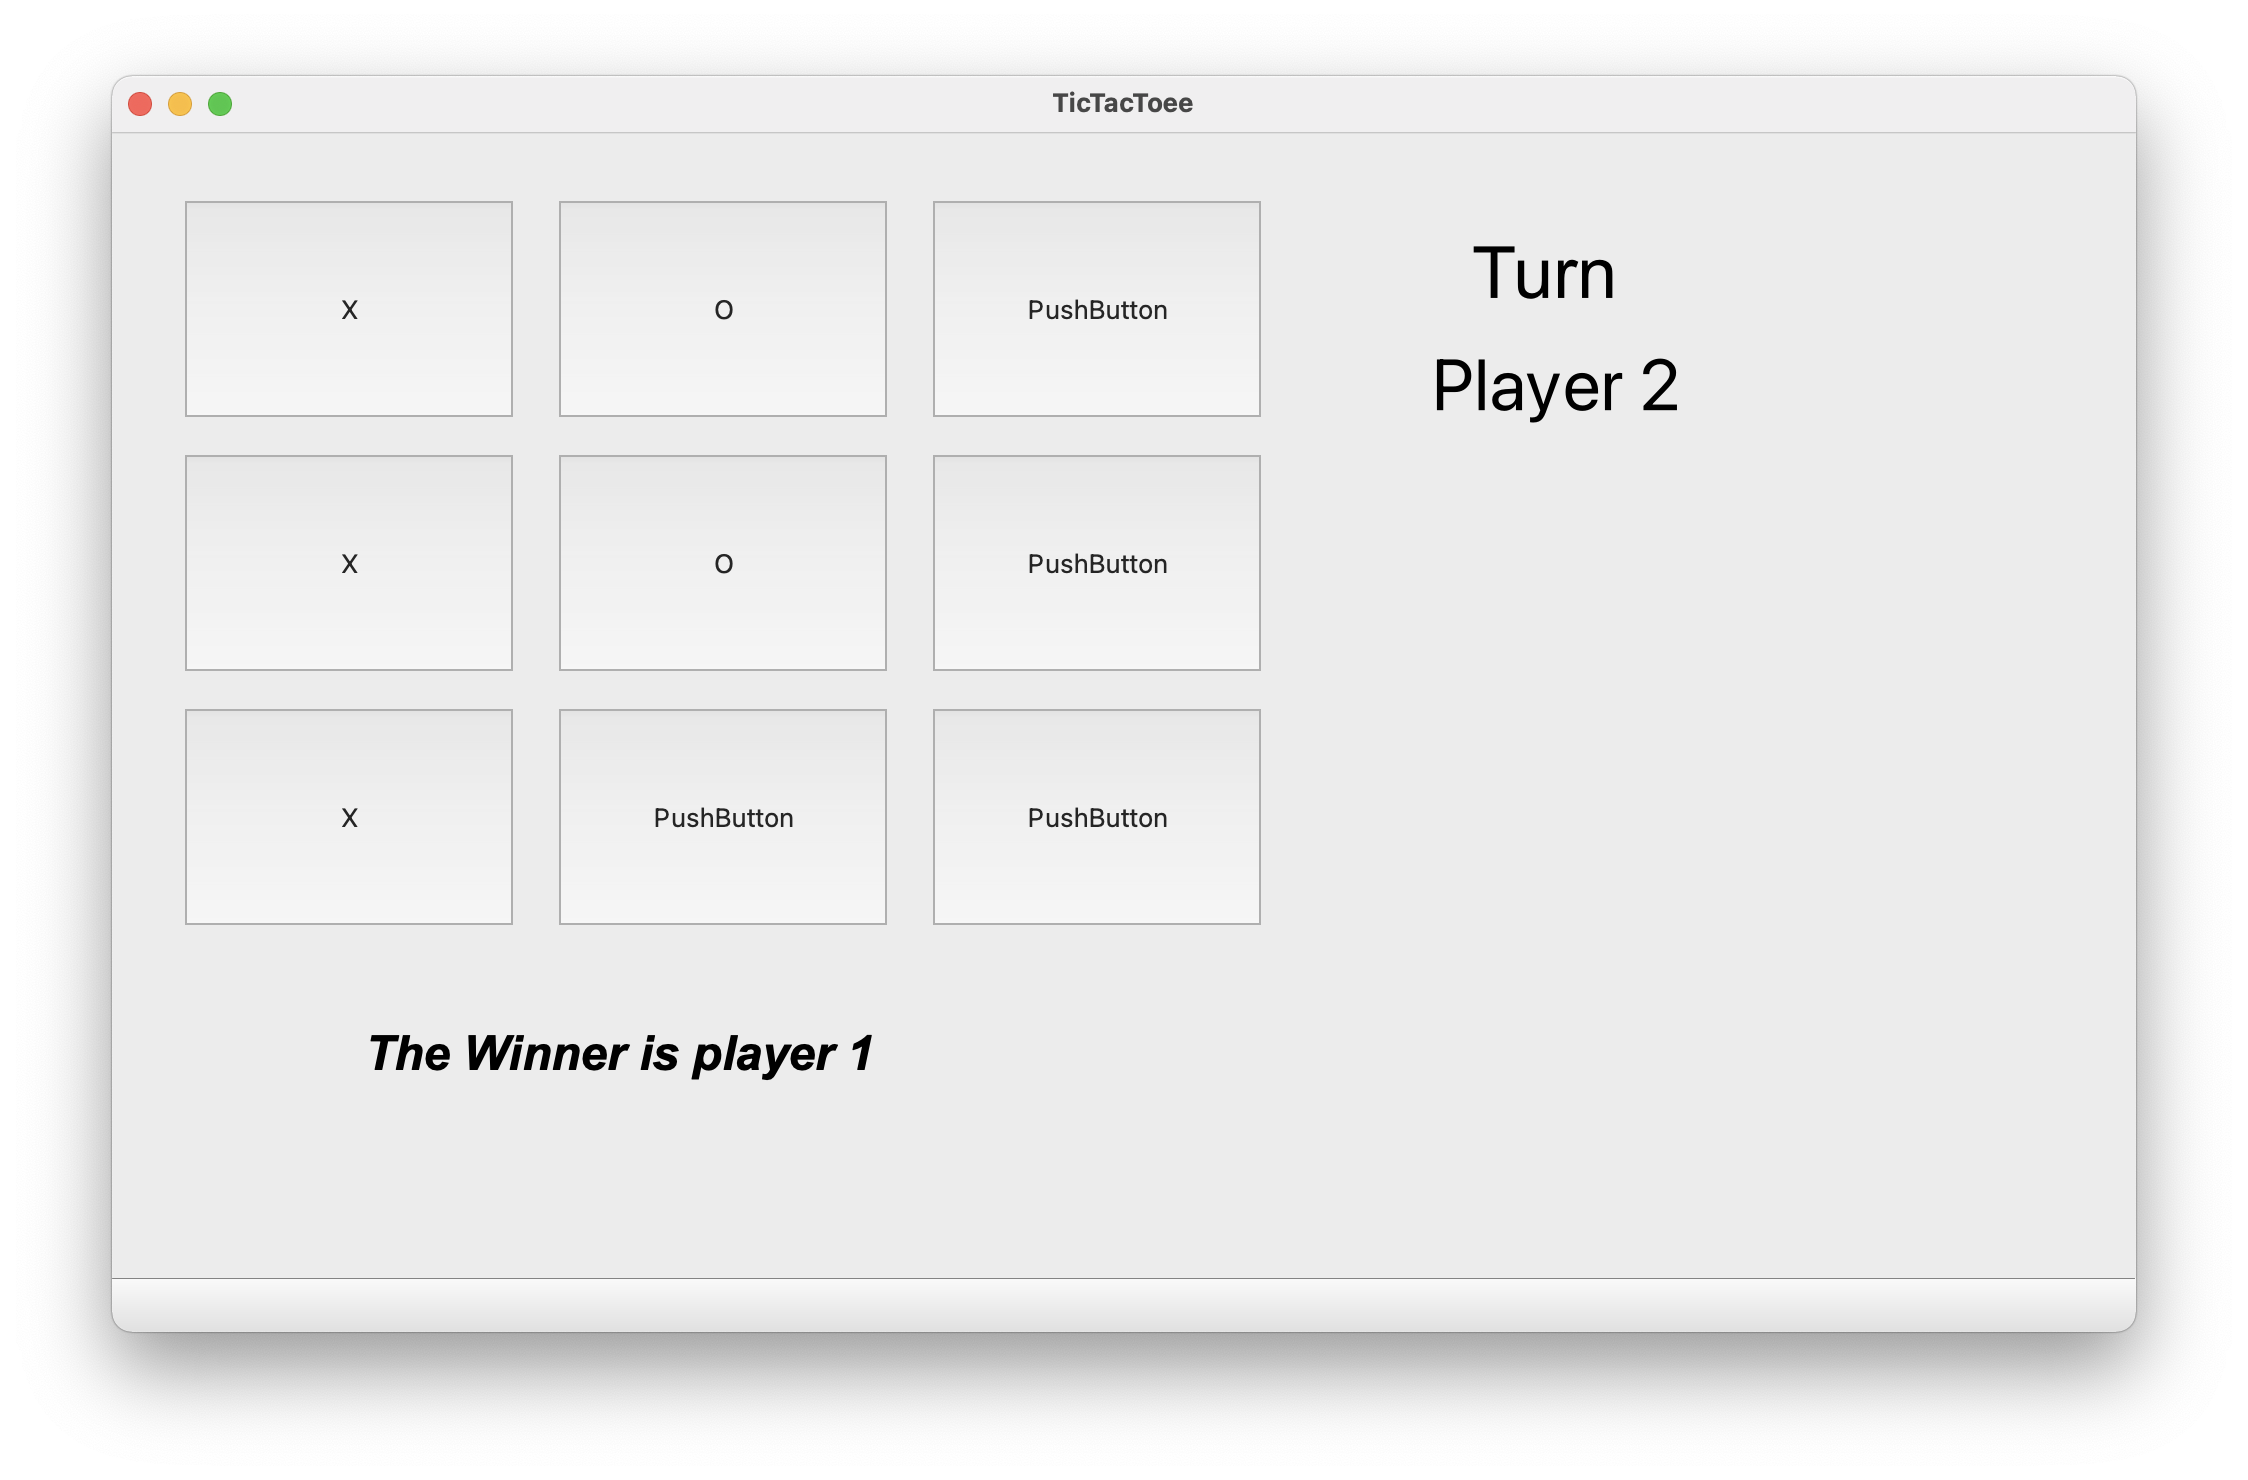 TicTacToee
X O PushButton
Turn
Player 2
X O PushButton
X PushButton PushButton
The Winner is player 1